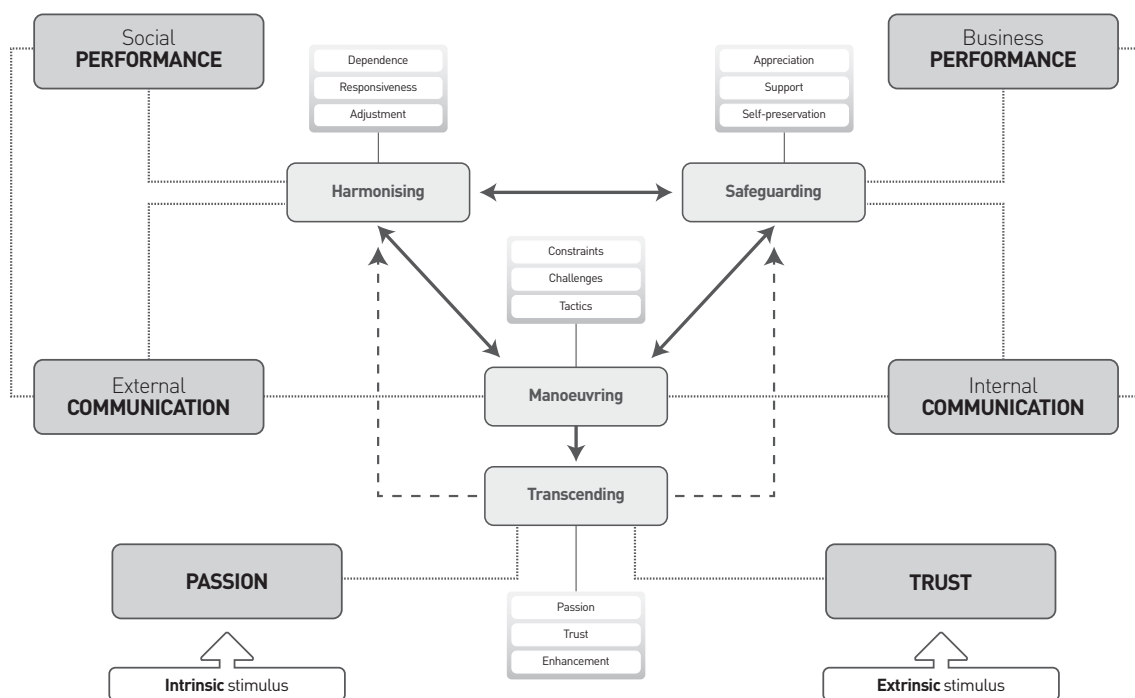 Social
PERFORMANCE
Business
PERFORMANCE
Dependence
Responsiveness
Adjustment
Appreciation
Support
Self-preservation
Harmonising
Safeguarding
Constraints
Challenges
Tactics
External
COMMUNICATION
Manoeuvring
Internal
COMMUNICATION
Transcending
PASSION
TRUST
Passion
Trust
Enhancement
Intrinsic stimulus
Extrinsic stimulus